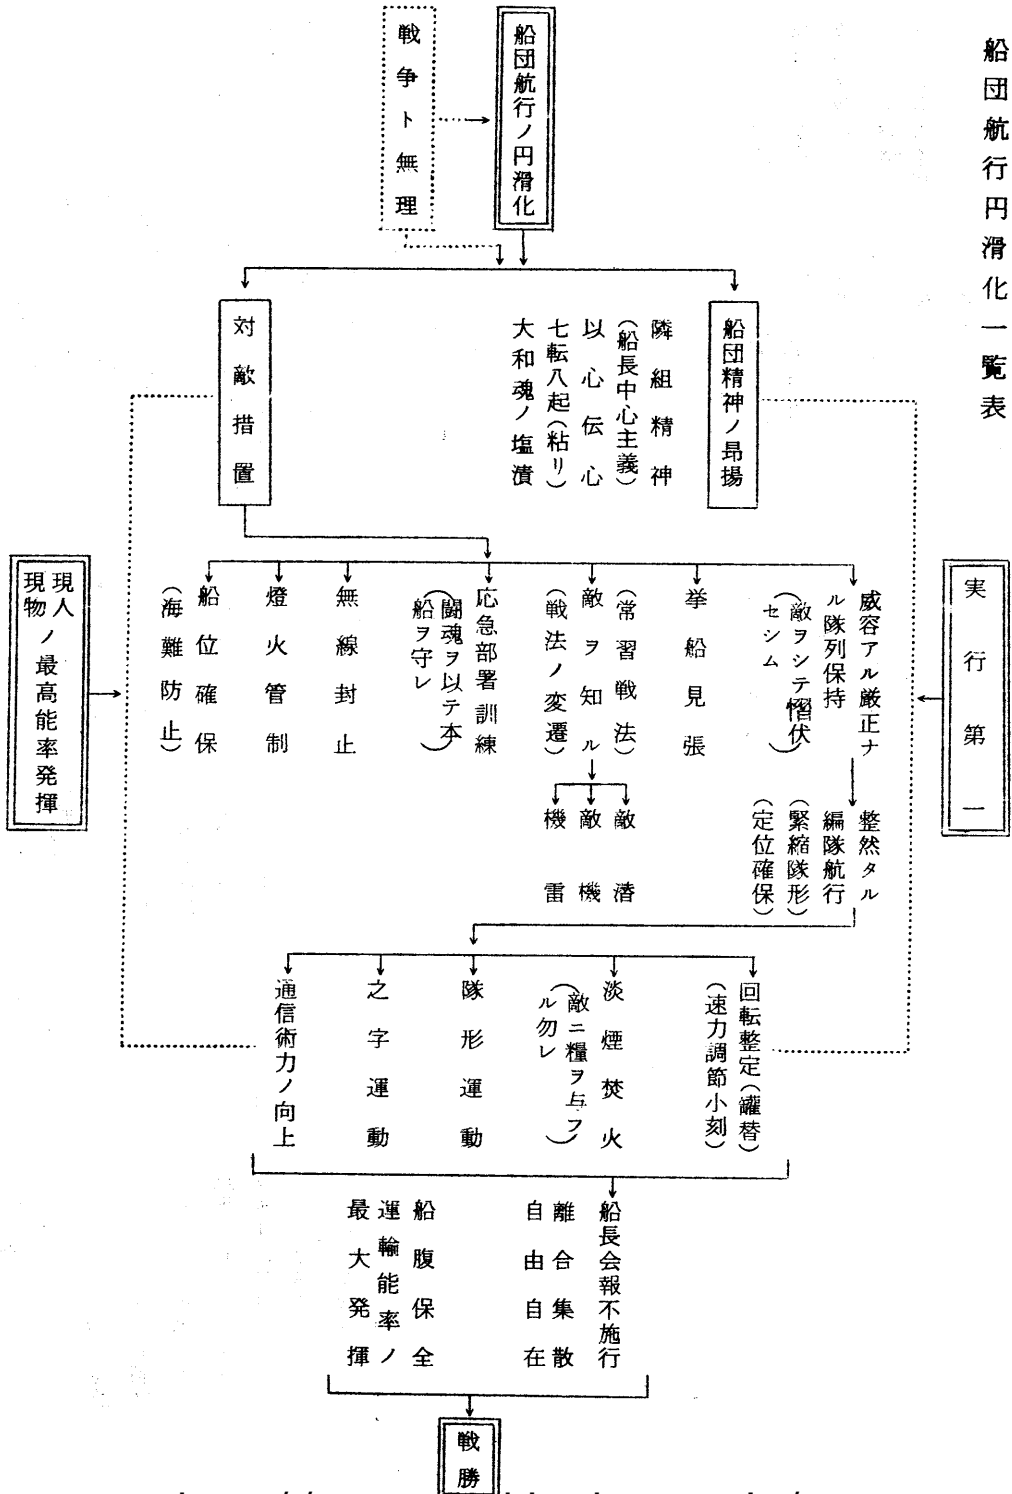 船団航行円滑化一覧表
船団航行ノ円滑化
戦争ト無理
船団精神ノ昂揚
隣組精神
(船長中心主義)
以心伝心
七転八起(粘リ)
大和魂ノ塩漬
対敵措置
実行第一
威容アル厳正ナ
ル隊列保持
(敵ヲシテ慴伏
セシム)
挙船見張
(常習戦法)
敵ヲ知ル
(戦法ノ変遷)
応急部署訓練
(闘魂ヲ以テ本
船ヲ守レ)
無線封止
燈火管制
船位確保
(海難防止)
現人
現物
ノ最高能率発揮
整然タル
編隊航行
(緊縮隊形)
(定位確保)
敵潜
敵機
機雷
回転整定(罐替)
(速力調節小刻)
淡煙焚火
(敵ニ糧ヲ与フ
ル勿レ)
隊形運動
之字運動
通信術力ノ向上
船長会報不施行
離合集散
自由自在
船腹保全
運輸能率ノ
最大発揮
戦勝